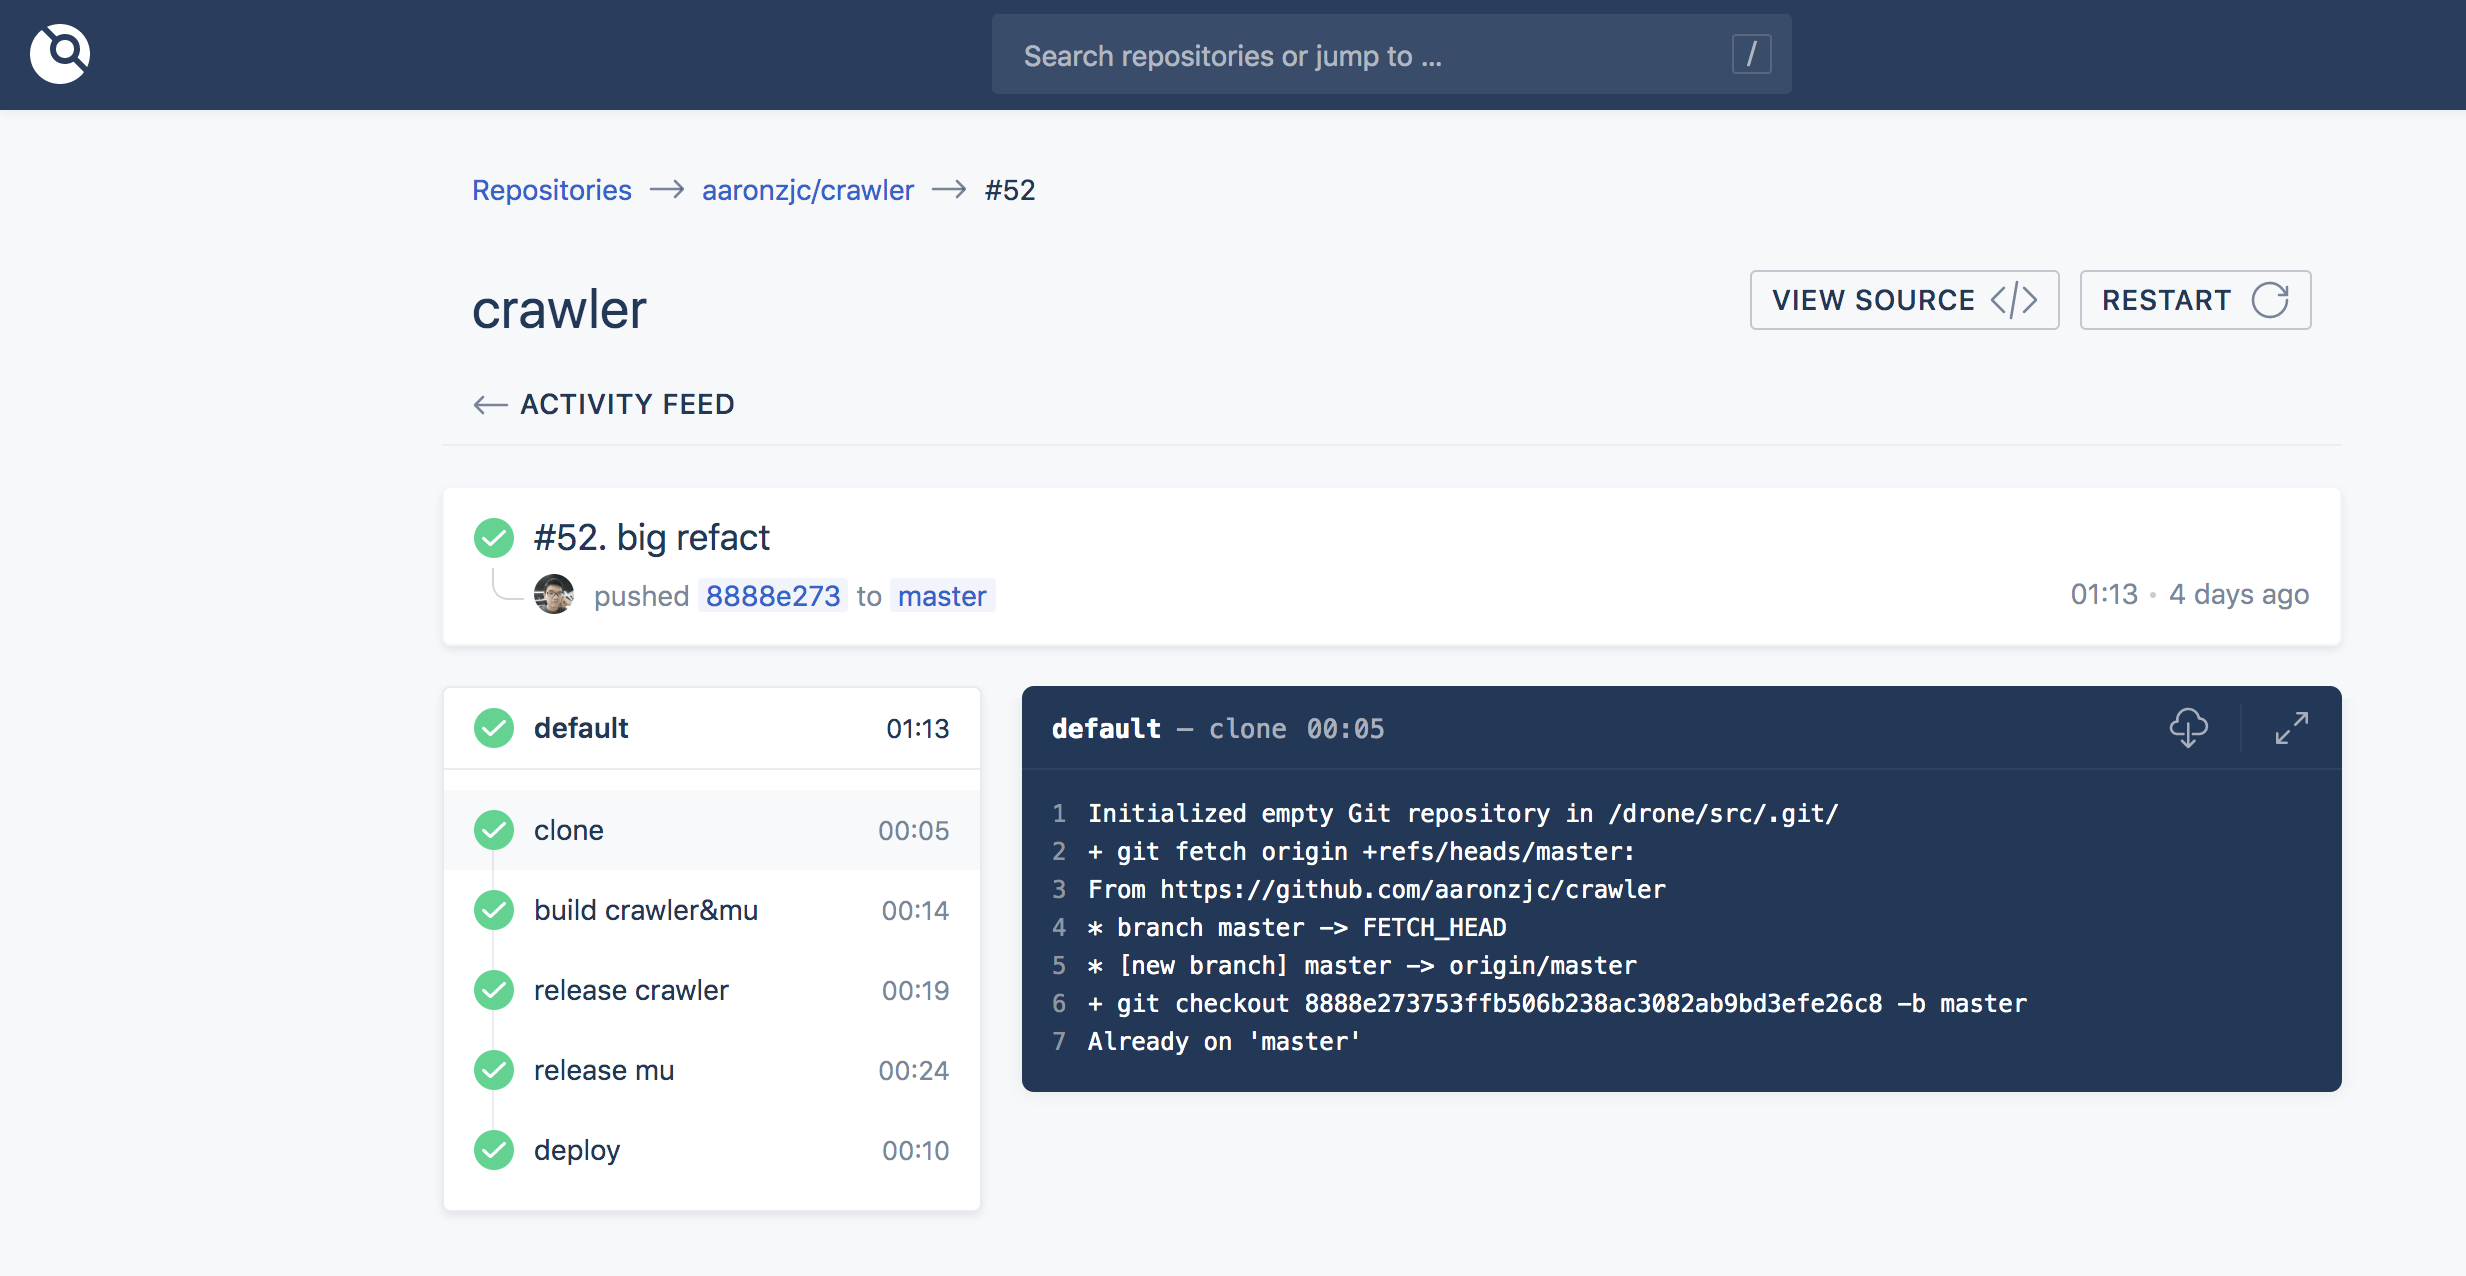 Search repositories or jump to ... /
Repositories → aaronzjc/crawler → #52
crawler
VIEW SOURCE </> RESTART
← ACTIVITY FEED
#52. big refact
pushed 8888e273 to master
01:13 • 4 days ago
default 01:13
clone 00:05
build crawler&mu 00:14
release crawler 00:19
release mu 00:24
deploy 00:10
default — clone 00:05
1 Initialized empty Git repository in /drone/src/.git/
2 + git fetch origin +refs/heads/master:
3 From https://github.com/aaronzjc/crawler
4 * branch master -> FETCH_HEAD
5 * [new branch] master -> origin/master
6 + git checkout 8888e273753ffb506b238ac3082ab9bd3efe26c8 -b master
7 Already on 'master'